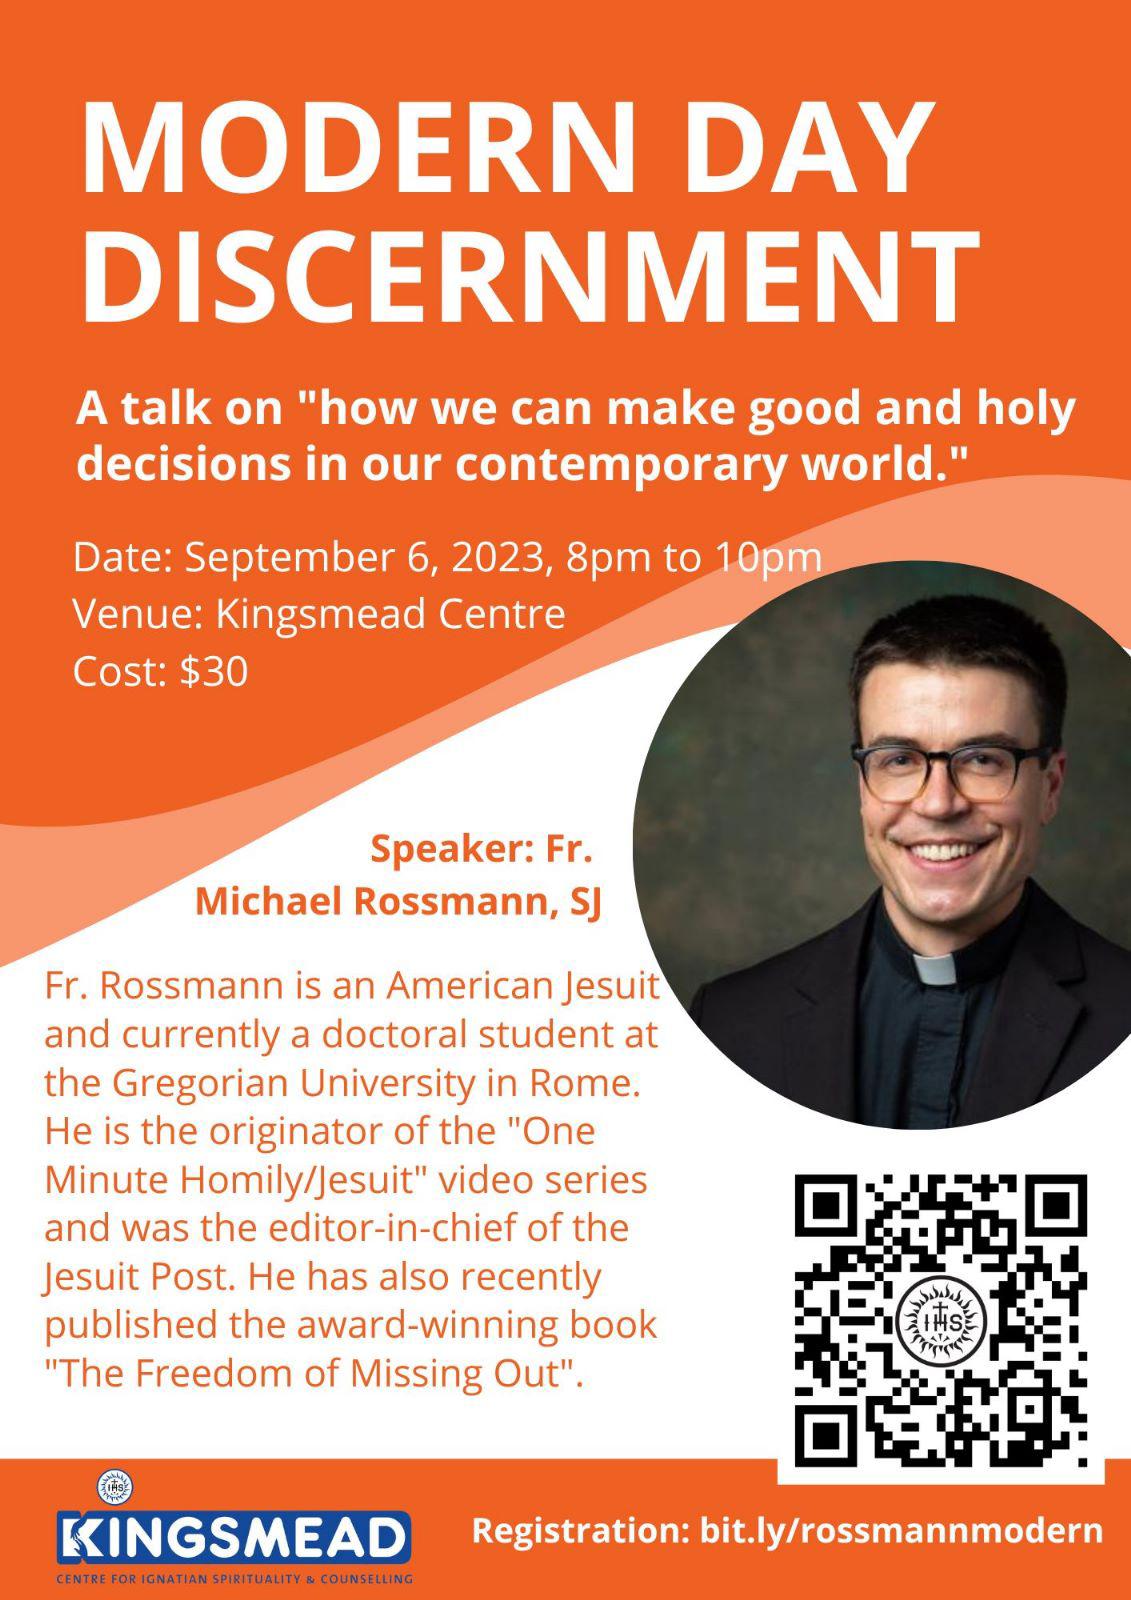 MODERN DAY
DISCERNMENT
A talk on "how we can make good and holy
decisions in our contemporary world."
Date: September 6, 2023, 8pm to 10pm
Venue: Kingsmead Centre
Cost: $30
Speaker: Fr.
Michael Rossmann, SJ
Fr. Rossmann is an American Jesuit
and currently a doctoral student at
the Gregorian University in Rome.
He is the originator of the "One
Minute Homily/Jesuit" video series
and was the editor-in-chief of the
Jesuit Post. He has also recently
published the award-winning book
"The Freedom of Missing Out".
IHS
IHS
KINGSMEAD
CENTRE FOR IGNATIAN SPIRITUALITY & COUNSELLING
Registration: bit.ly/rossmannmodern